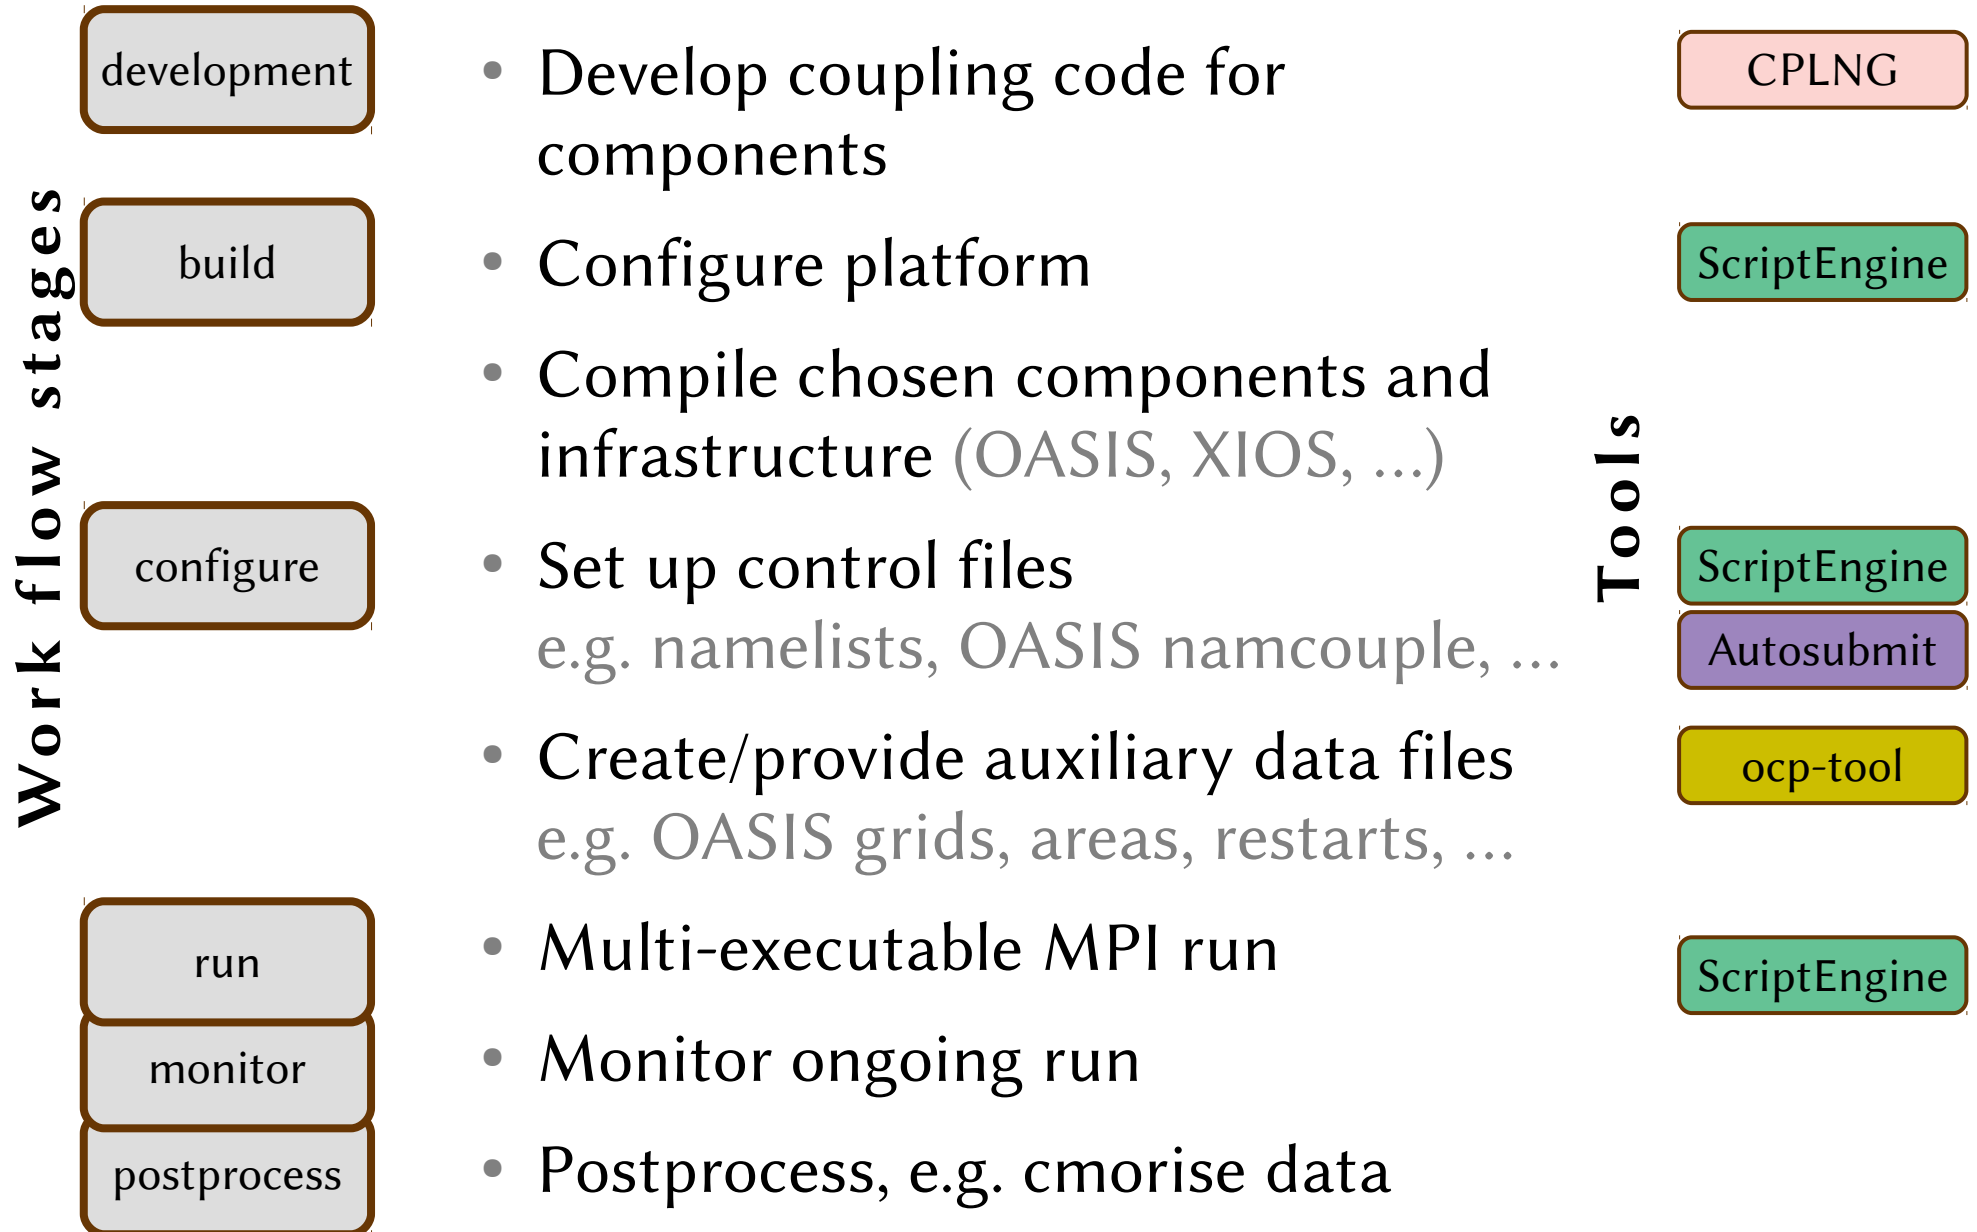 development
• Develop coupling code for
components
CPLNG
Work flow stages
build
• Configure platform
ScriptEngine
• Compile chosen components and
infrastructure (OASIS, XIOS, ...)
Tools
configure
• Set up control files
e.g. namelists, OASIS namcouple, ...
ScriptEngine
Autosubmit
• Create/provide auxiliary data files
e.g. OASIS grids, areas, restarts, ...
ocp-tool
run
• Multi-executable MPI run
ScriptEngine
monitor
• Monitor ongoing run
postprocess
• Postprocess, e.g. cmorise data